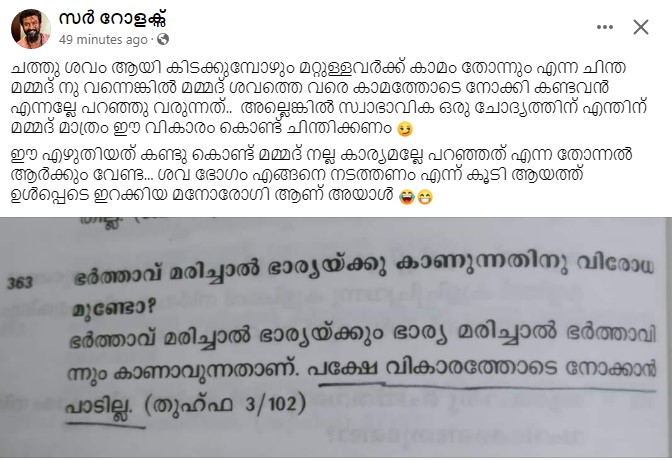 സർ റോളക്സ്
49 minutes ago
ചത്തു ശവം ആയി കിടക്കുമ്പോഴും മറ്റുള്ളവർക്ക് കാമം തോന്നും എന്ന ചിന്ത
മമ്മദ് നു വന്നെങ്കിൽ മമ്മദ് ശവത്തെ വരെ കാമത്തോടെ നോക്കി കണ്ടവൻ
എന്നല്ലേ പറഞ്ഞു വരുന്നത്.. അല്ലെങ്കിൽ സ്വാഭാവിക ഒരു ചോദ്യത്തിന് എന്തിന്
മമ്മദ് മാത്രം ഈ വികാരം കൊണ്ട് ചിന്തിക്കണം 😏
ഈ എഴുതിയത് കണ്ടു കൊണ്ട് മമ്മദ് നല്ല കാര്യമല്ലേ പറഞ്ഞത് എന്ന തോന്നൽ
ആർക്കും വേണ്ട... ശവ ഭോഗം എങ്ങനെ നടത്തണം എന്ന് കൂടി ആയത്ത്
ഉൾപ്പെടെ ഇറക്കിയ മനോരോഗി ആണ് അയാൾ 😂😁
363 ഭർത്താവ് മരിച്ചാൽ ഭാര്യയ്ക്കു കാണുന്നതിനു വിരോധ
മുണ്ടോ?
ഭർത്താവ് മരിച്ചാൽ ഭാര്യയ്ക്കും ഭാര്യ മരിച്ചാൽ ഭർത്താവി
ന്നും കാണാവുന്നതാണ്. പക്ഷേ വികാരത്തോടെ നോക്കാൻ
പാടില്ല. (തുഹ്ഫ 3/102)